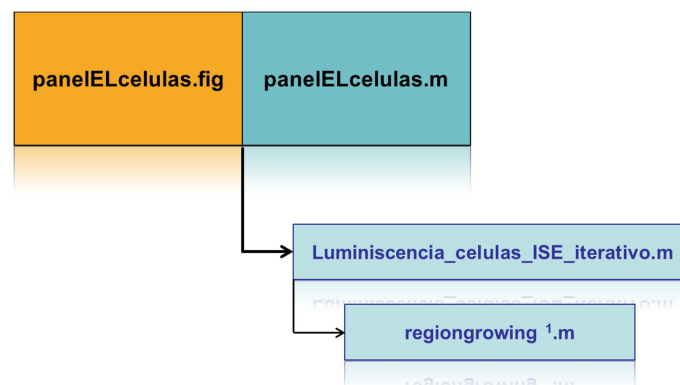 panelELcelulas.fig
panelELcelulas.m
Luminiscencia_celulas_ISE_iterativo.m
regiongrowing ¹.m